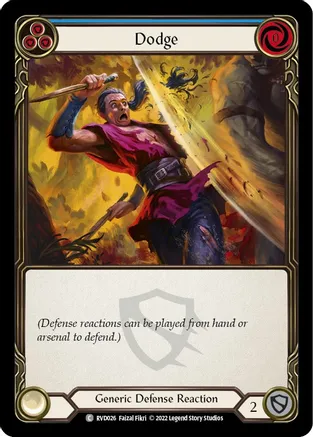 Dodge
(Defense reactions can be played from hand or
arsenal to defend.)
Generic Defense Reaction
2
C RVD026 Faizal Fikri © 2022 Legend Story Studios